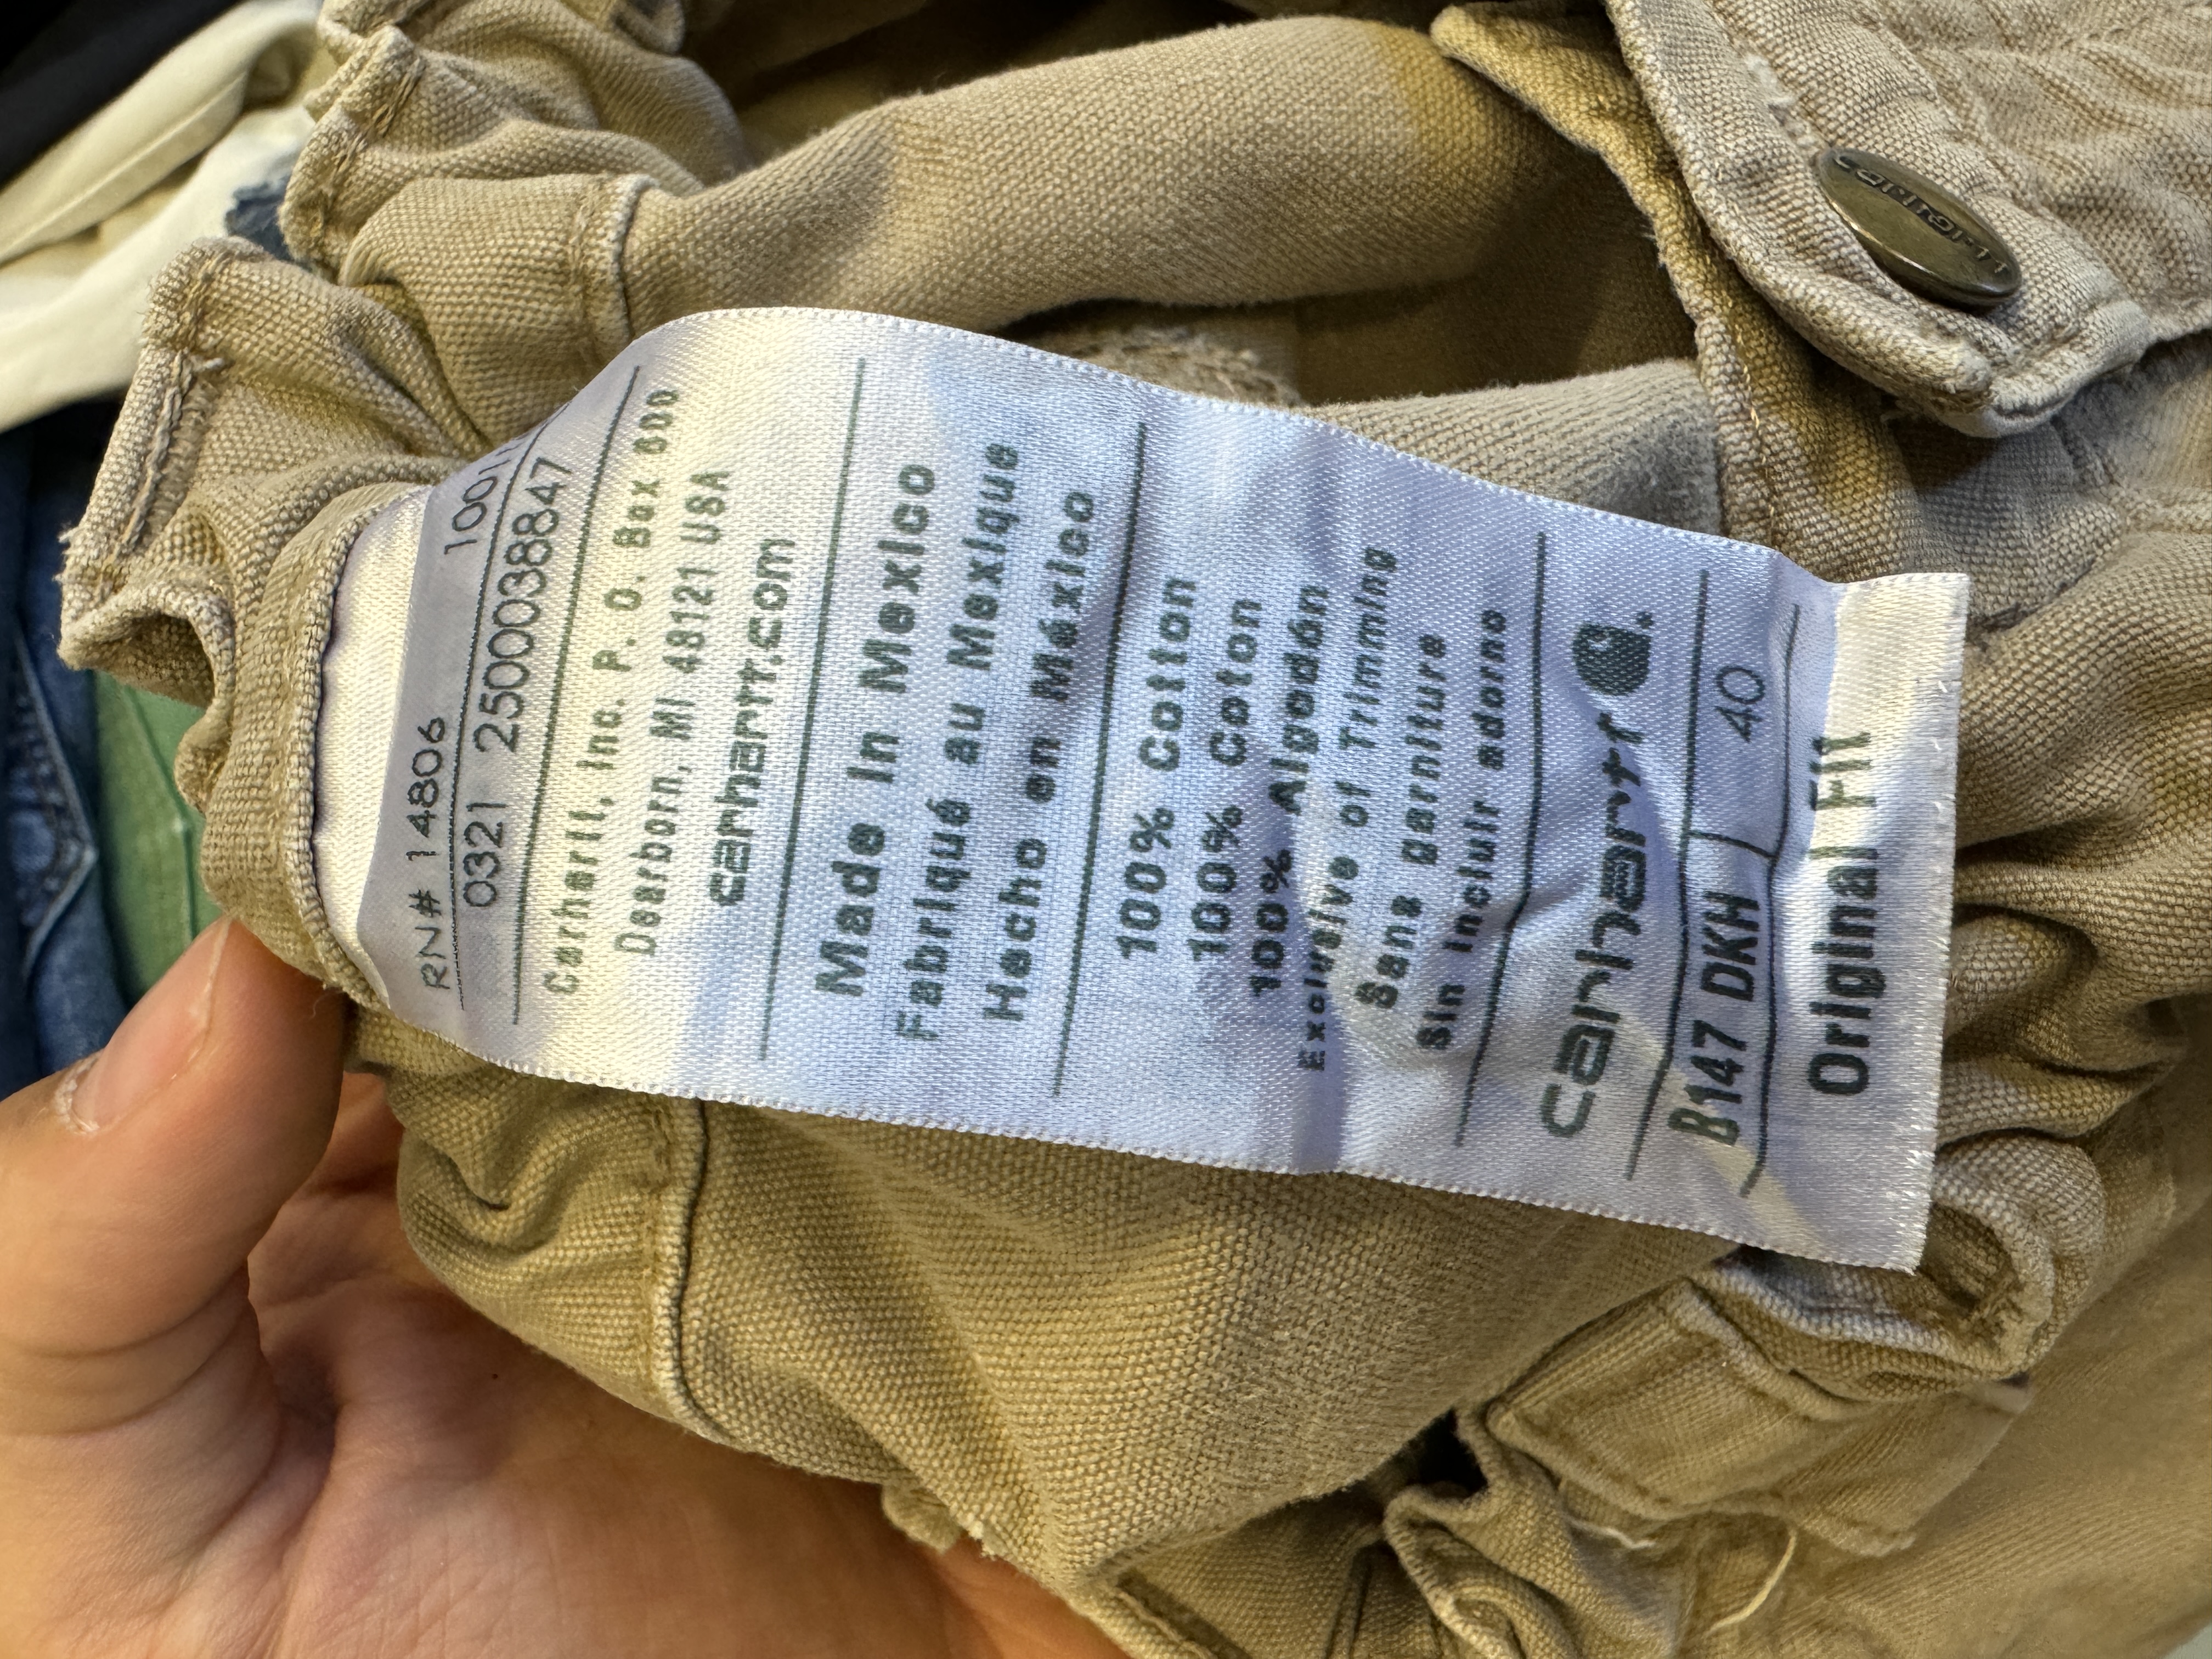 RN# 14806
0321 2500038847
Carhartt, Inc. P. O. Box 600
Dearborn, MI 48121 USA
carhartt.com
Made in Mexico
Fabriqué au Mexique
Hecho en México
100% Cotton
100% Coton
100% Algodón
Exclusive of Trimming
Sans garniture
Sin incluir adorno
carhartt
B147 DKH 40
Original Fit
carhartt